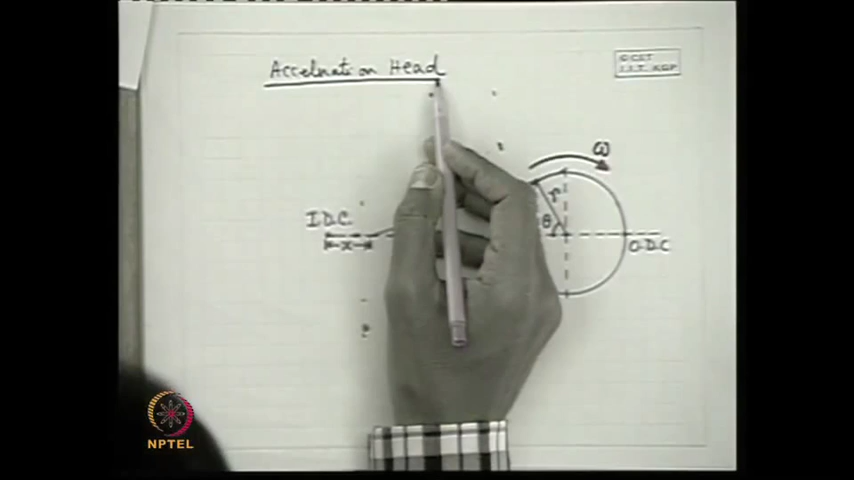 Acceleration Head
© CET
I.I.T. KGP
ω
r
I.D.C.
θ
x
O.D.C
NPTEL